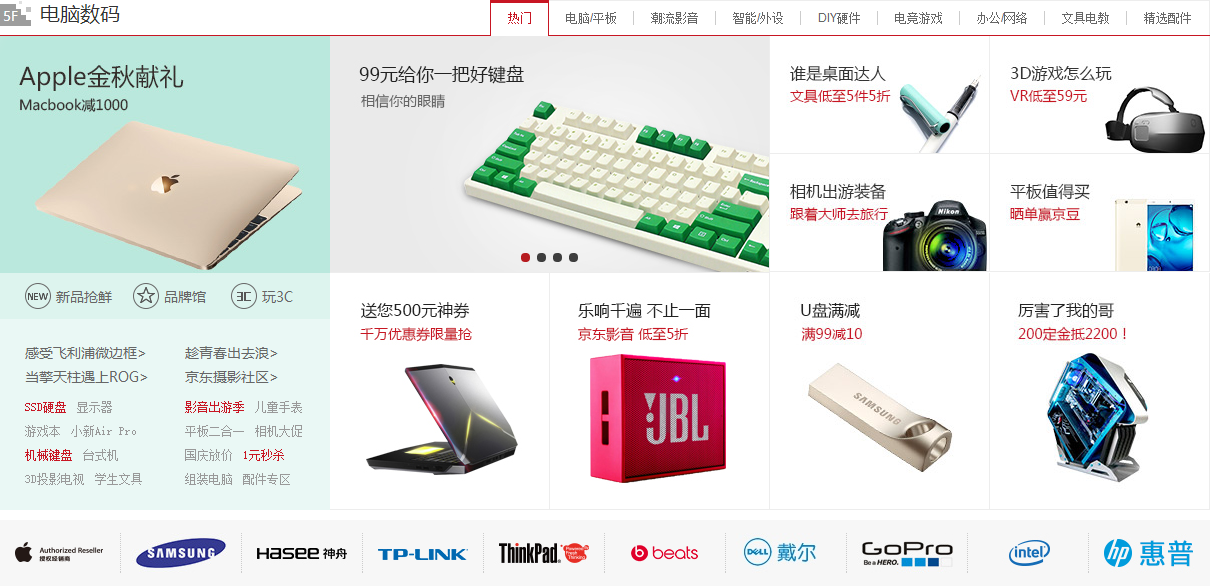 5F 电脑数码
热门 电脑/平板 潮流影音 智能/外设 DIY硬件 电竞游戏 办公/网络 文具电教 精选配件
Apple金秋献礼
Macbook减1000
99元给你一把好键盘
相信你的眼睛
谁是桌面达人
文具低至5件5折
3D游戏怎么玩
VR低至59元
相机出游装备
跟着大师去旅行
Nikon
平板值得买
晒单赢京豆
NEW 新品抢鲜 品牌馆 3C 玩3C
感受飞利浦微边框> 趁青春出去浪>
当擎天柱遇上ROG> 京东摄影社区>
SSD硬盘 显示器 影音出游季 儿童手表
游戏本 小新Air Pro 平板二合一 相机大促
机械键盘 台式机 国庆放价 1元秒杀
3D投影电视 学生文具 组装电脑 配件专区
送您500元神券
千万优惠券限量抢
乐响千遍 不止一面
京东影音 低至5折
JBL
U盘满减
满99减10
SAMSUNG
厉害了我的哥
200定金抵2200！
Authorized Reseller
授权经销商
SAMSUNG
HASEE 神舟
TP-LINK
ThinkPad
beats
DELL 戴尔
GoPro
Be a HERO.
intel
hp 惠普